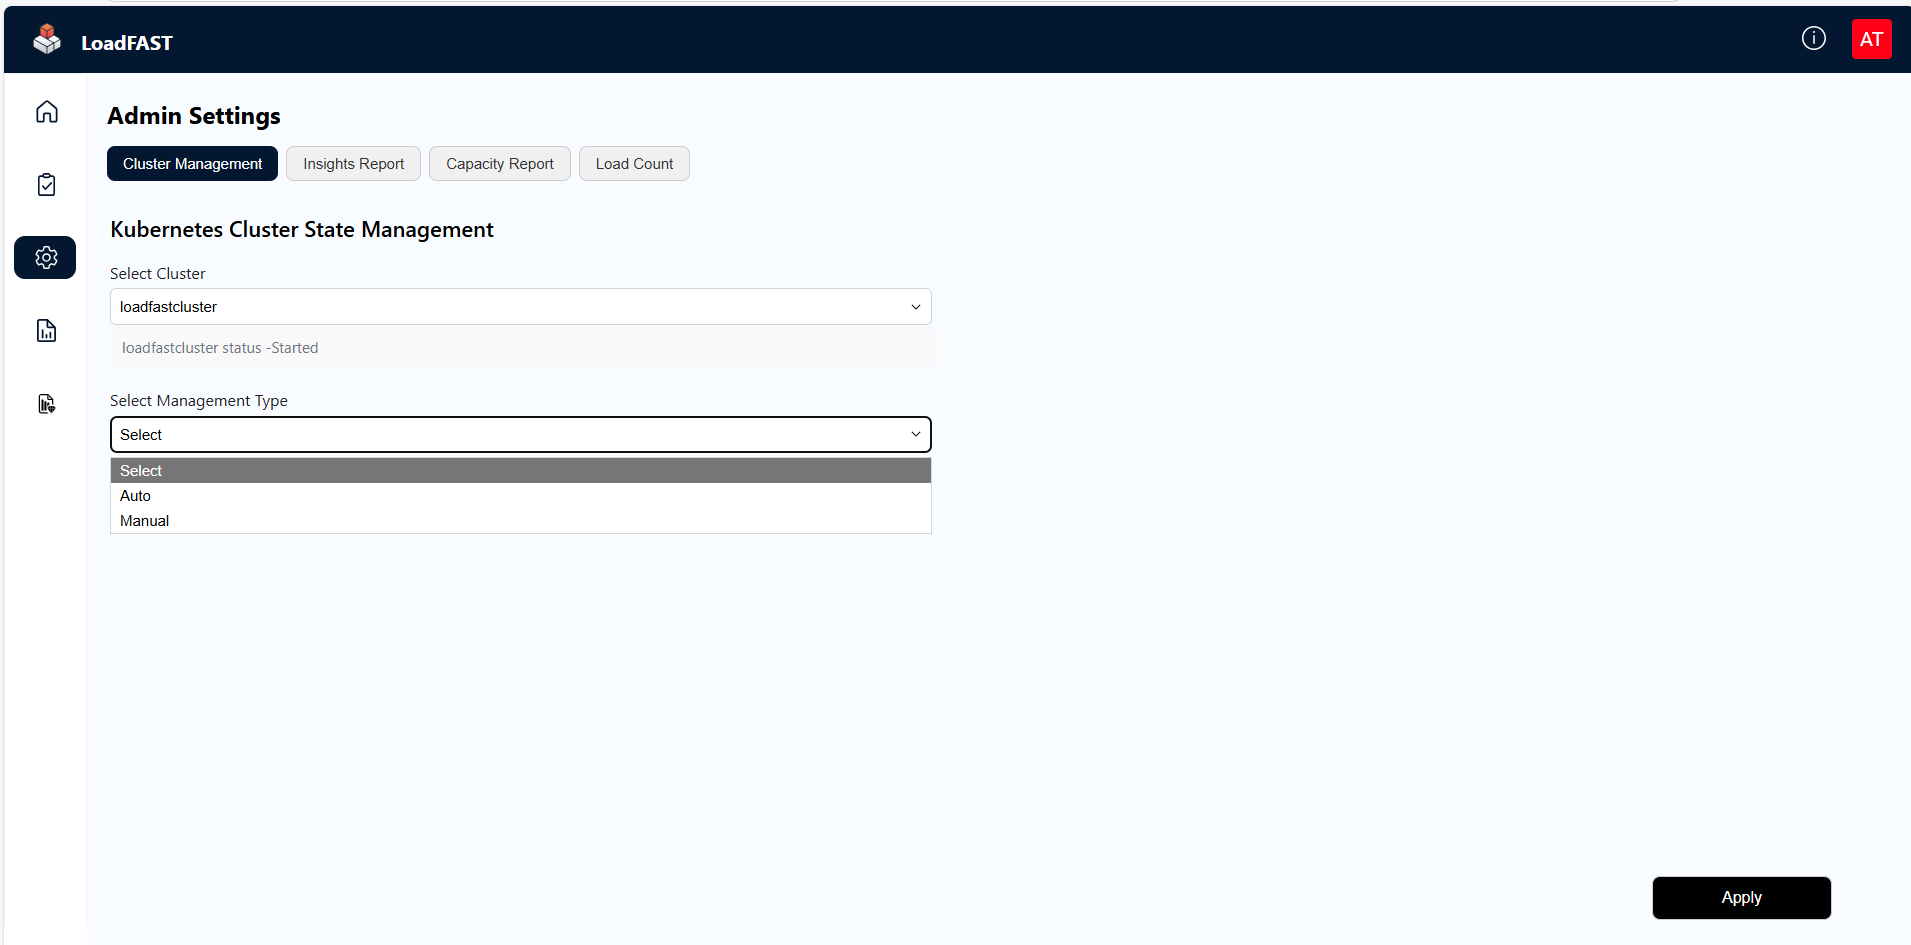 LoadFAST
AT
Admin Settings
Cluster Management
Insights Report
Capacity Report
Load Count
Kubernetes Cluster State Management
Select Cluster
loadfastcluster
loadfastcluster status -Started
Select Management Type
Select
Select
Auto
Manual
Apply